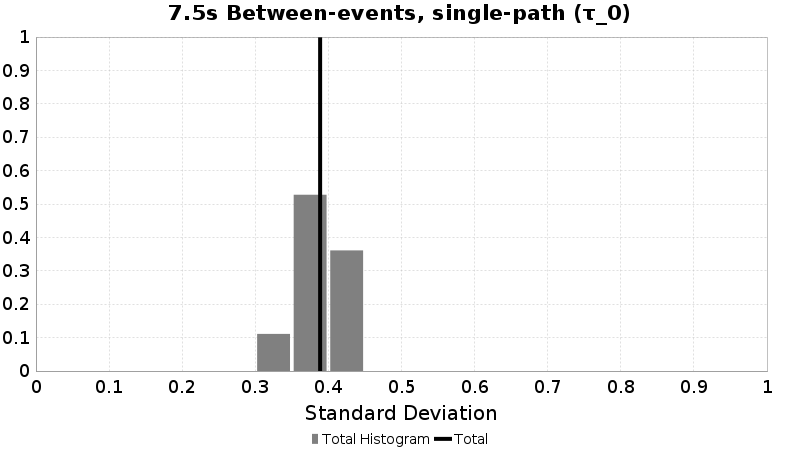 7.5s Between-events, single-path (τ_0)
1
0.9
0.8
0.7
0.6
0.5
0.4
0.3
0.2
0.1
0
0 0.1 0.2 0.3 0.4 0.5 0.6 0.7 0.8 0.9 1
Standard Deviation
Total Histogram Total